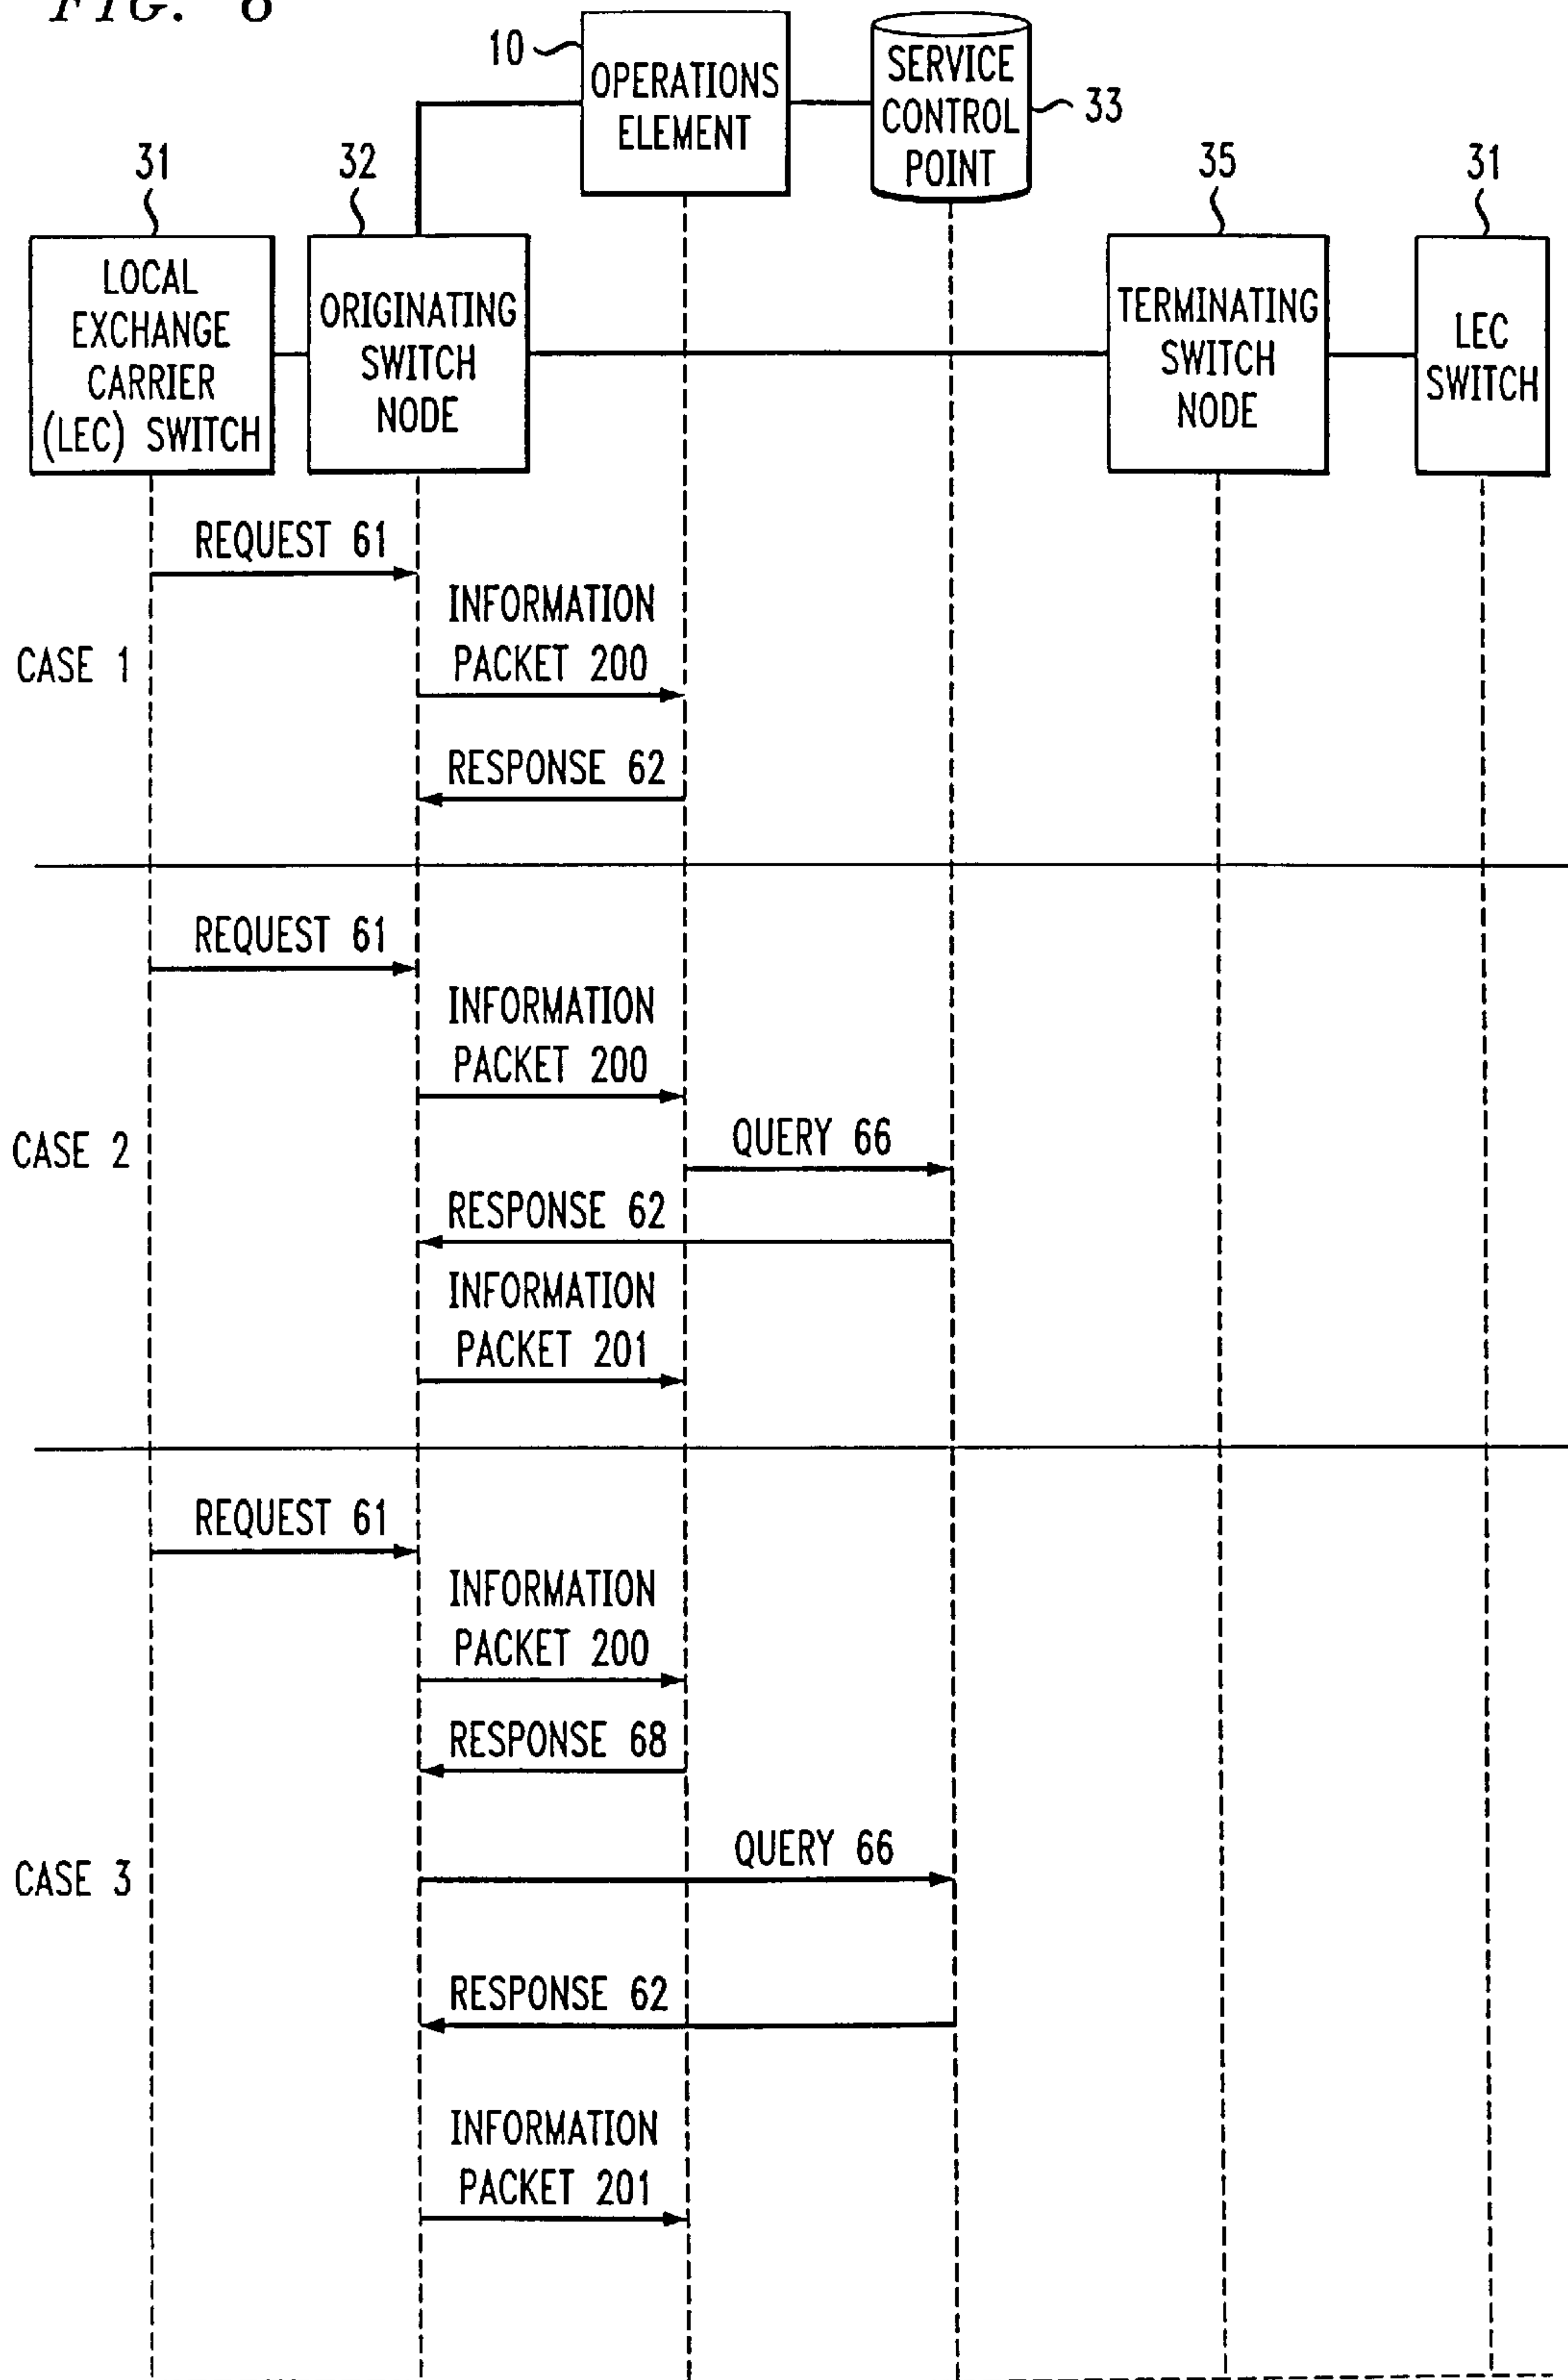 FIG. 6
10
OPERATIONS
ELEMENT
SERVICE
CONTROL
POINT
33
31
32
35
31
LOCAL
EXCHANGE
CARRIER
(LEC) SWITCH
ORIGINATING
SWITCH
NODE
TERMINATING
SWITCH
NODE
LEC
SWITCH
CASE 1
REQUEST 61
INFORMATION
PACKET 200
RESPONSE 62
CASE 2
REQUEST 61
INFORMATION
PACKET 200
QUERY 66
RESPONSE 62
INFORMATION
PACKET 201
CASE 3
REQUEST 61
INFORMATION
PACKET 200
RESPONSE 68
QUERY 66
RESPONSE 62
INFORMATION
PACKET 201